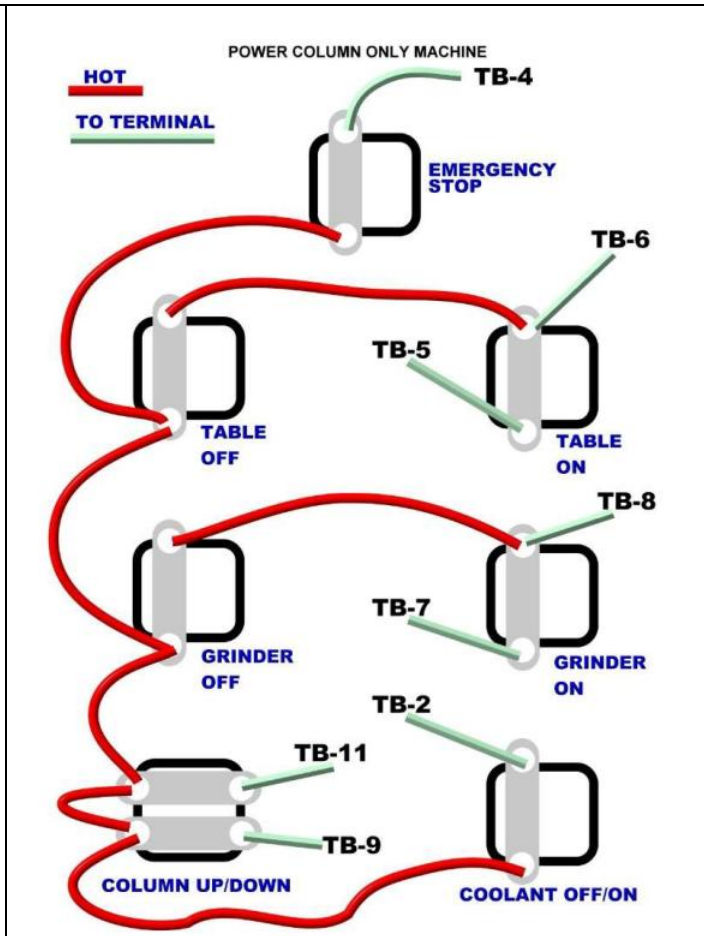 POWER COLUMN ONLY MACHINE
HOT
TB-4
TO TERMINAL
EMERGENCY
STOP
TB-6
TB-5
TABLE
OFF
TABLE
ON
TB-8
TB-7
GRINDER
OFF
GRINDER
ON
TB-2
TB-11
TB-9
COLUMN UP/DOWN
COOLANT OFF/ON